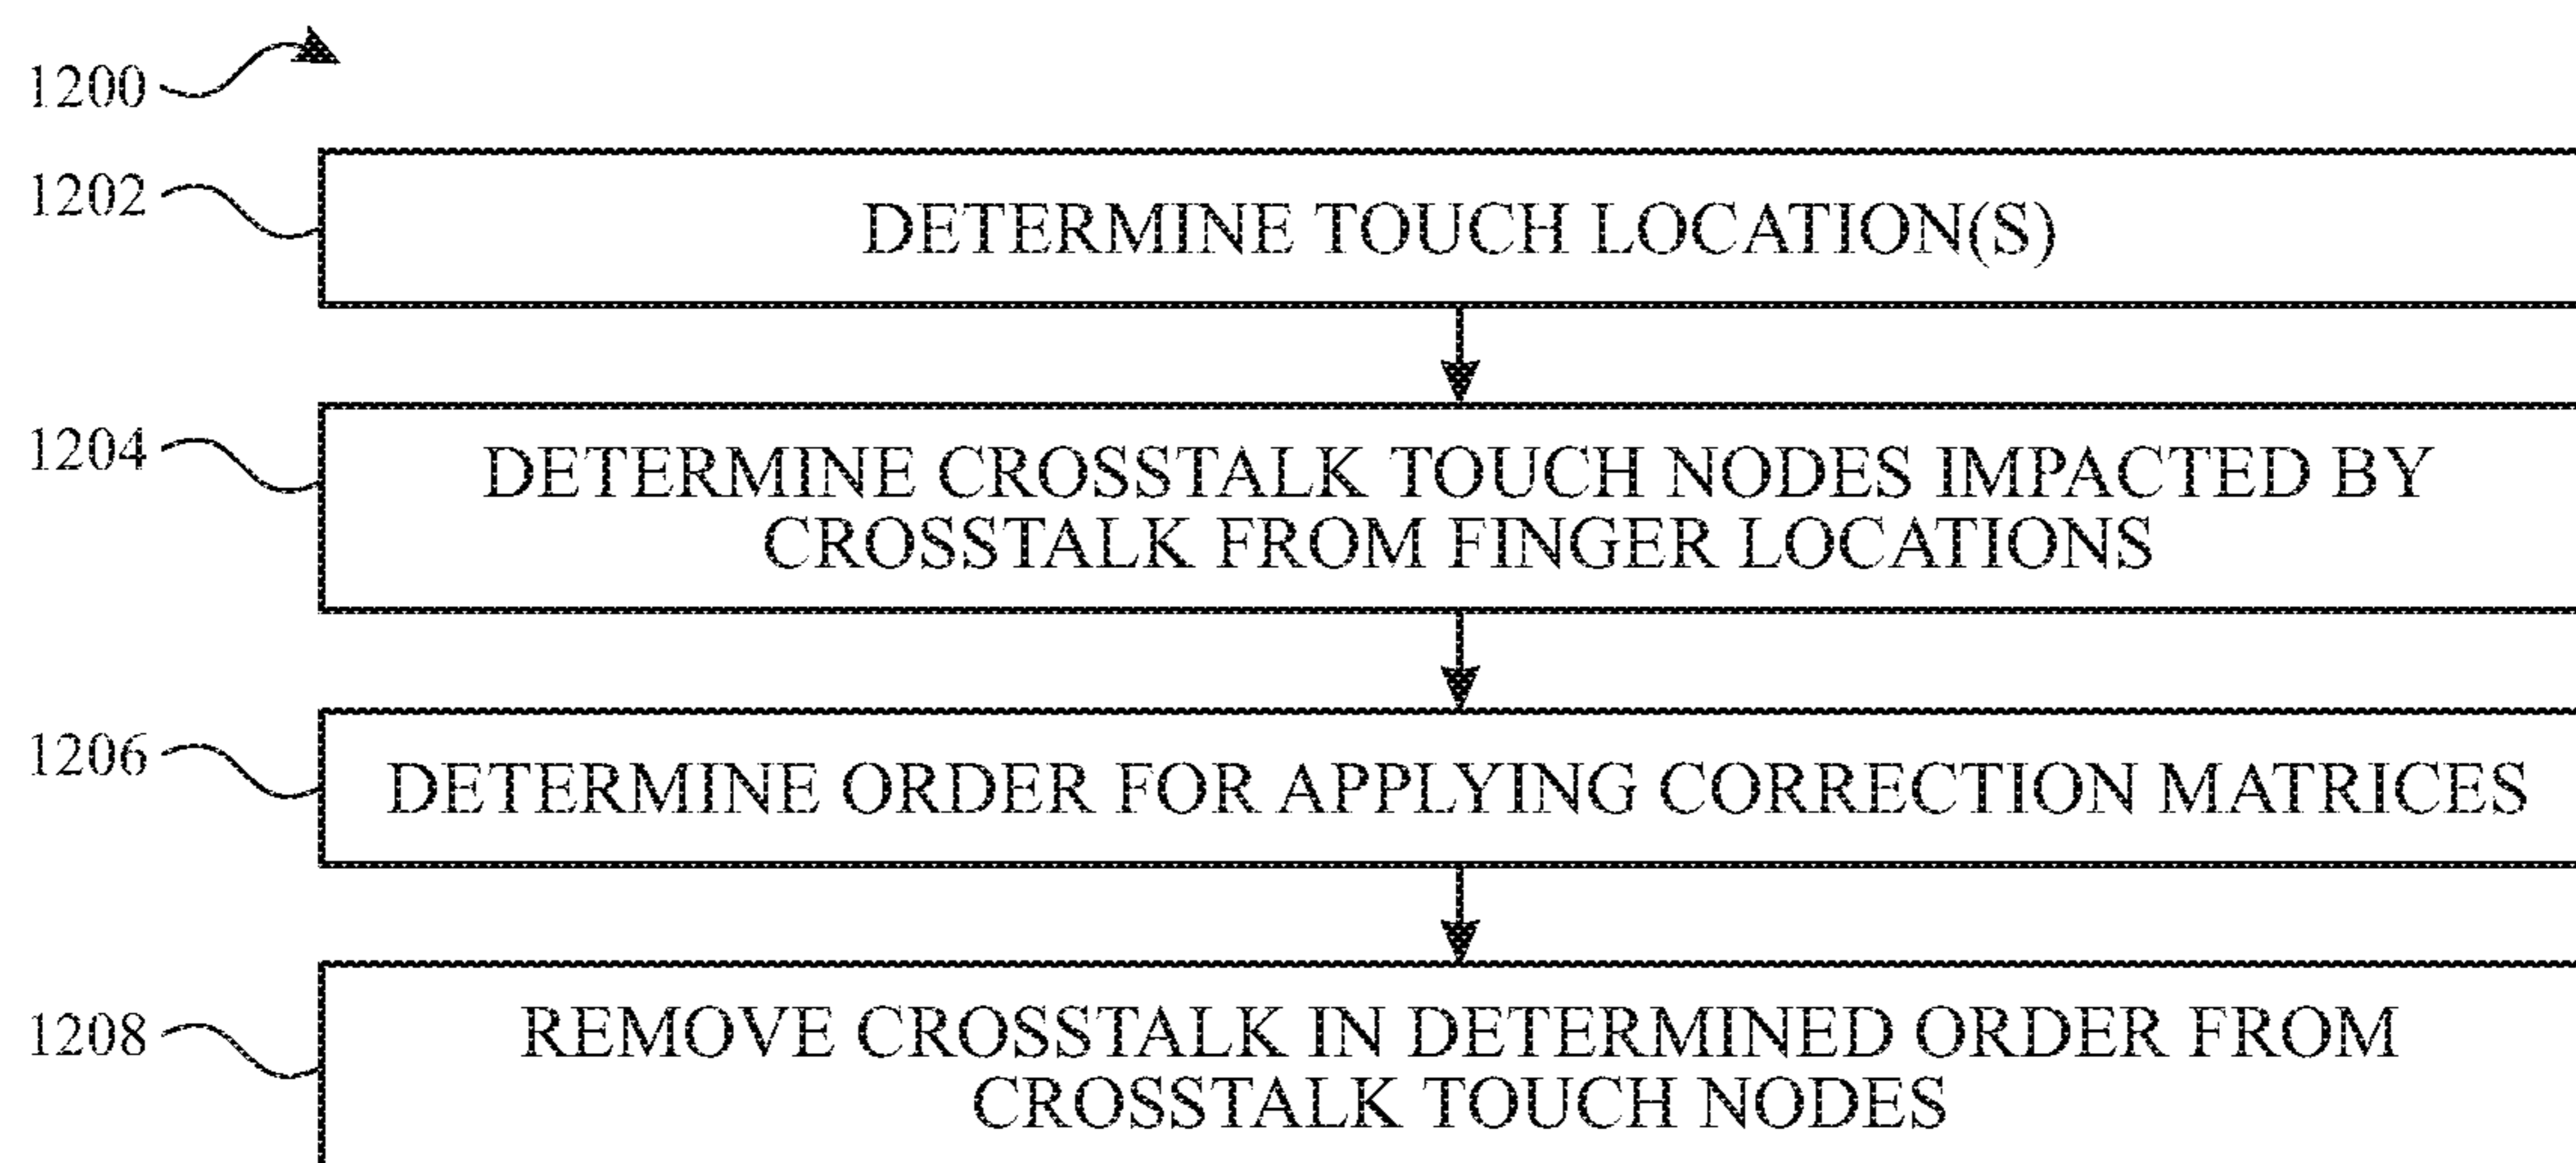 1200
1202
DETERMINE TOUCH LOCATION(S)
1204
DETERMINE CROSSTALK TOUCH NODES IMPACTED BY
CROSSTALK FROM FINGER LOCATIONS
1206
DETERMINE ORDER FOR APPLYING CORRECTION MATRICES
1208
REMOVE CROSSTALK IN DETERMINED ORDER FROM
CROSSTALK TOUCH NODES